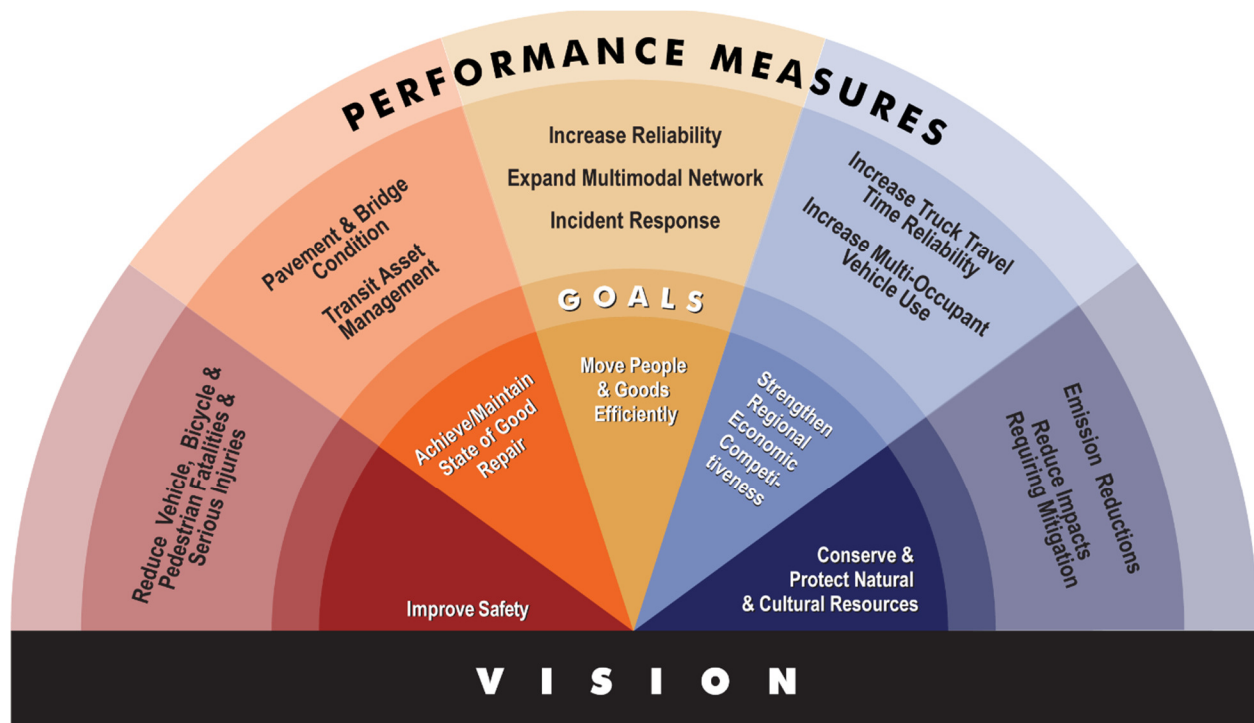 PERFORMANCE MEASURES
Reduce Vehicle, Bicycle &
Pedestrian Fatalities &
Serious Injuries
Pavement & Bridge
Condition
Transit Asset
Management
Increase Reliability
Expand Multimodal Network
Incident Response
Increase Truck Travel
Time Reliability
Increase Multi-Occupant
Vehicle Use
Emission Reductions
Reduce Impacts
Requiring Mitigation
GOALS
Improve Safety
Achieve/Maintain
State of Good
Repair
Move People
& Goods
Efficiently
Strengthen
Regional
Economic
Competi-
tiveness
Conserve &
Protect Natural
& Cultural Resources
VISION